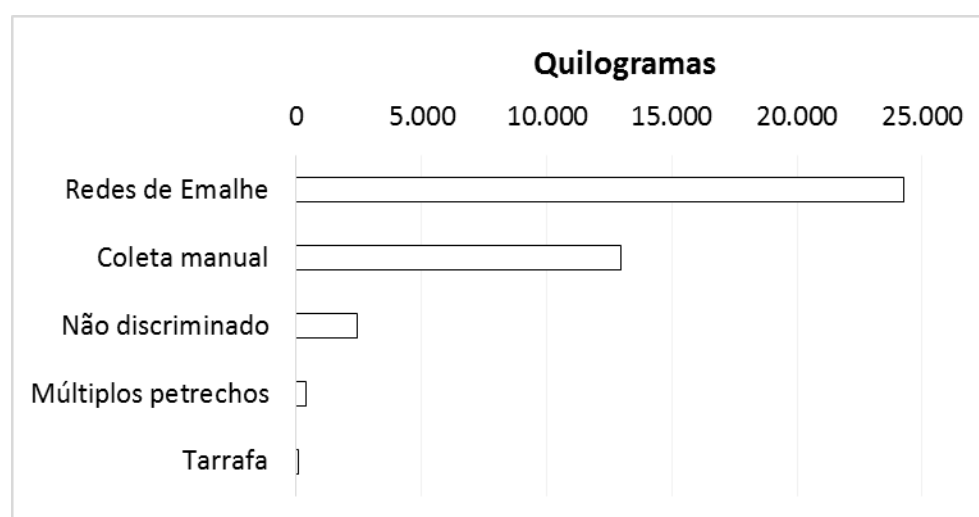 Quilogramas
0 5.000 10.000 15.000 20.000 25.000
Redes de Emalhe
Coleta manual
Não discriminado
Múltiplos petrechos
Tarrafa